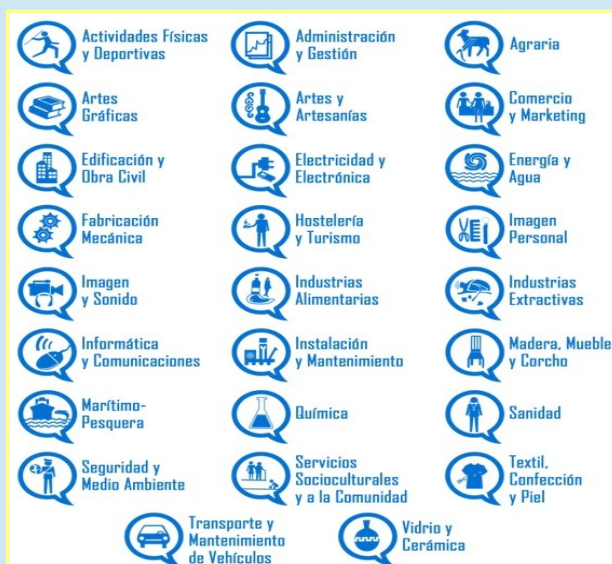 Actividades Físicas
y Deportivas
Administración
y Gestión
Agraria
Artes
Gráficas
Artes y
Artesanías
Comercio
y Marketing
Edificación y
Obra Civil
Electricidad y
Electrónica
Energía y
Agua
Fabricación
Mecánica
Hostelería
y Turismo
Imagen
Personal
Imagen
y Sonido
Industrias
Alimentarias
Industrias
Extractivas
Informática
y Comunicaciones
Instalación
y Mantenimiento
Madera, Mueble
y Corcho
Marítimo-
Pesquera
Química
Sanidad
Seguridad y
Medio Ambiente
Servicios
Socioculturales
y a la Comunidad
Textil,
Confección
y Piel
Transporte y
Mantenimiento
de Vehículos
Vidrio y
Cerámica